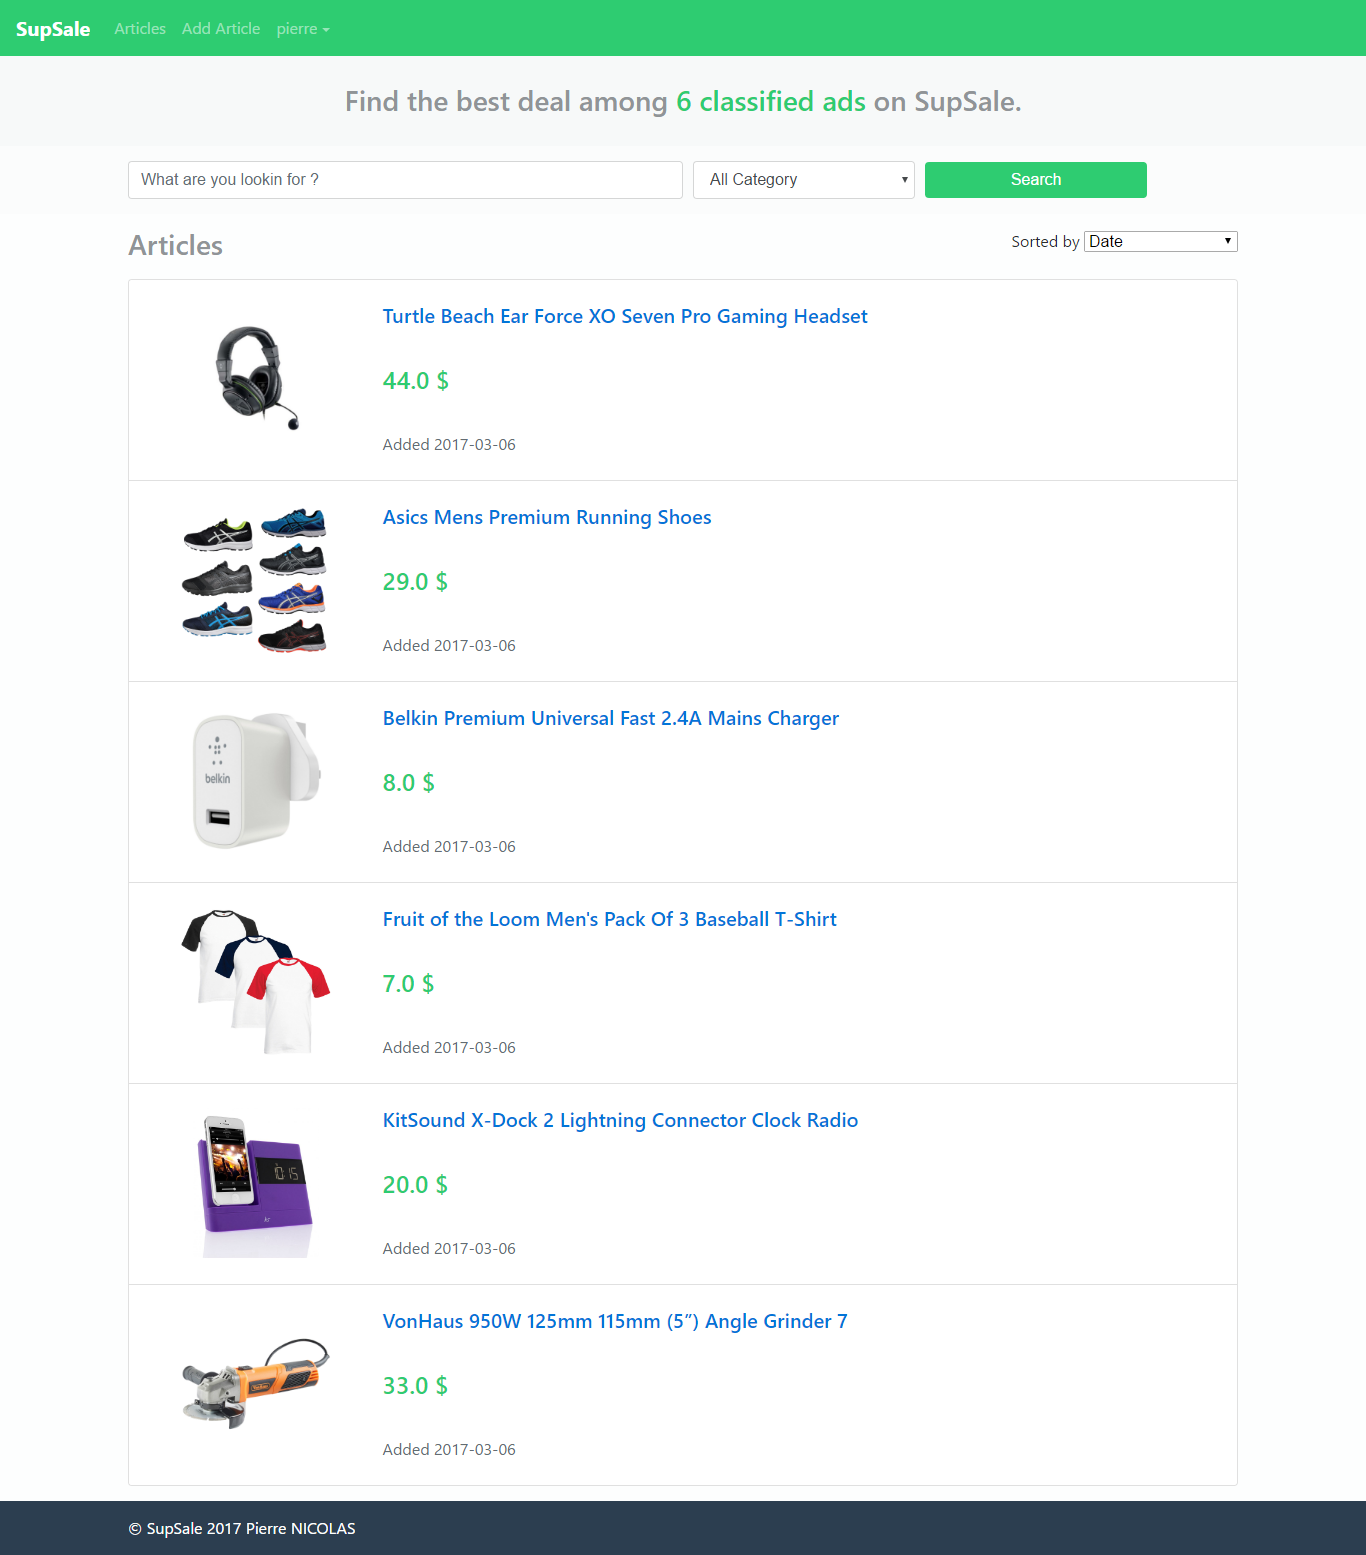 SupSale Articles Add Article pierre
Find the best deal among 6 classified ads on SupSale.
What are you lookin for ? All Category Search
Articles Sorted by Date
Turtle Beach Ear Force XO Seven Pro Gaming Headset
44.0 $
Added 2017-03-06
Asics Mens Premium Running Shoes
29.0 $
Added 2017-03-06
Belkin Premium Universal Fast 2.4A Mains Charger
belkin
8.0 $
Added 2017-03-06
Fruit of the Loom Men's Pack Of 3 Baseball T-Shirt
7.0 $
Added 2017-03-06
KitSound X-Dock 2 Lightning Connector Clock Radio
10:15
20.0 $
Added 2017-03-06
VonHaus 950W 125mm 115mm (5”) Angle Grinder 7
33.0 $
Added 2017-03-06
© SupSale 2017 Pierre NICOLAS